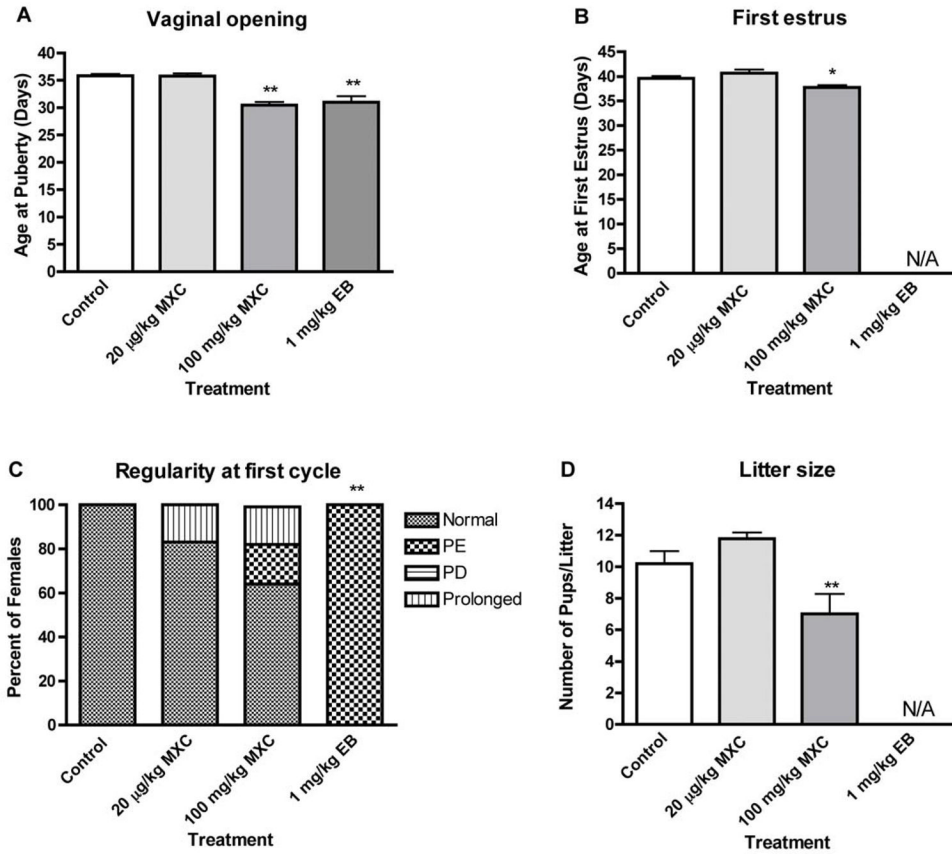 A
Vaginal opening
Age at Puberty (Days)
40
35
30
25
20
15
10
5
0
**
**
Control
20 μg/kg MXC
100 mg/kg MXC
1 mg/kg EB
Treatment
B
First estrus
Age at First Estrus (Days)
45
40
35
30
25
20
15
10
5
0
*
N/A
Control
20 μg/kg MXC
100 mg/kg MXC
1 mg/kg EB
Treatment
C
Regularity at first cycle
Percent of Females
100
80
60
40
20
0
**
Normal
PE
PD
Prolonged
Control
20 μg/kg MXC
100 mg/kg MXC
1 mg/kg EB
Treatment
D
Litter size
Number of Pups/Litter
14
12
10
8
6
4
2
0
**
N/A
Control
20 μg/kg MXC
100 mg/kg MXC
1 mg/kg EB
Treatment